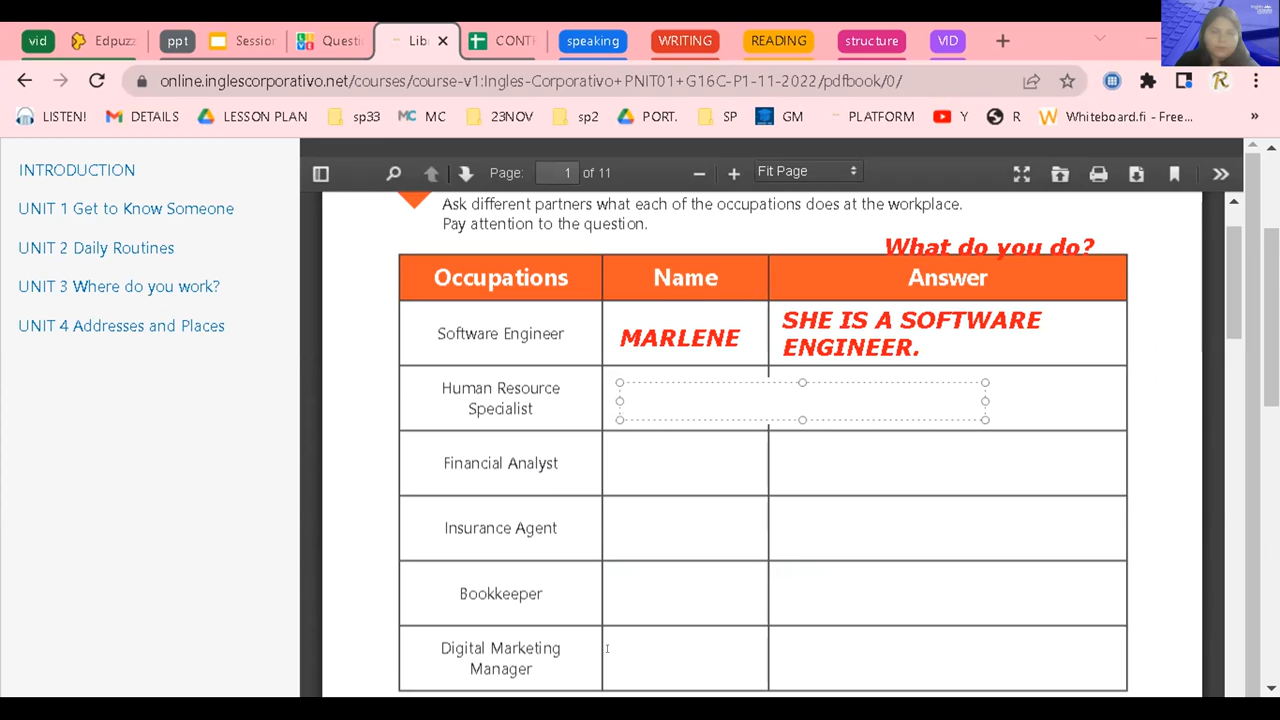 vid
Edpuzz
ppt
Sessior
Questi
Libr
CONT
speaking
WRITING
READING
structure
VID
online.inglescorporativo.net/courses/course-v1:Ingles-Corporativo+PNIT01+G16C-P1-11-2022/pdfbook/0/
LISTEN!
DETAILS
LESSON PLAN
sp33
MC MC
23NOV
sp2
PORT.
SP
GM
PLATFORM
Y
R
Whiteboard.fi - Free...
INTRODUCTION
UNIT 1 Get to Know Someone
UNIT 2 Daily Routines
UNIT 3 Where do you work?
UNIT 4 Addresses and Places
Page: 1 of 11
Fit Page
Ask different partners what each of the occupations does at the workplace.
Pay attention to the question.
What do you do?
Occupations Name Answer
Software Engineer MARLENE SHE IS A SOFTWARE
ENGINEER.
Human Resource
Specialist
Financial Analyst
Insurance Agent
Bookkeeper
Digital Marketing
Manager